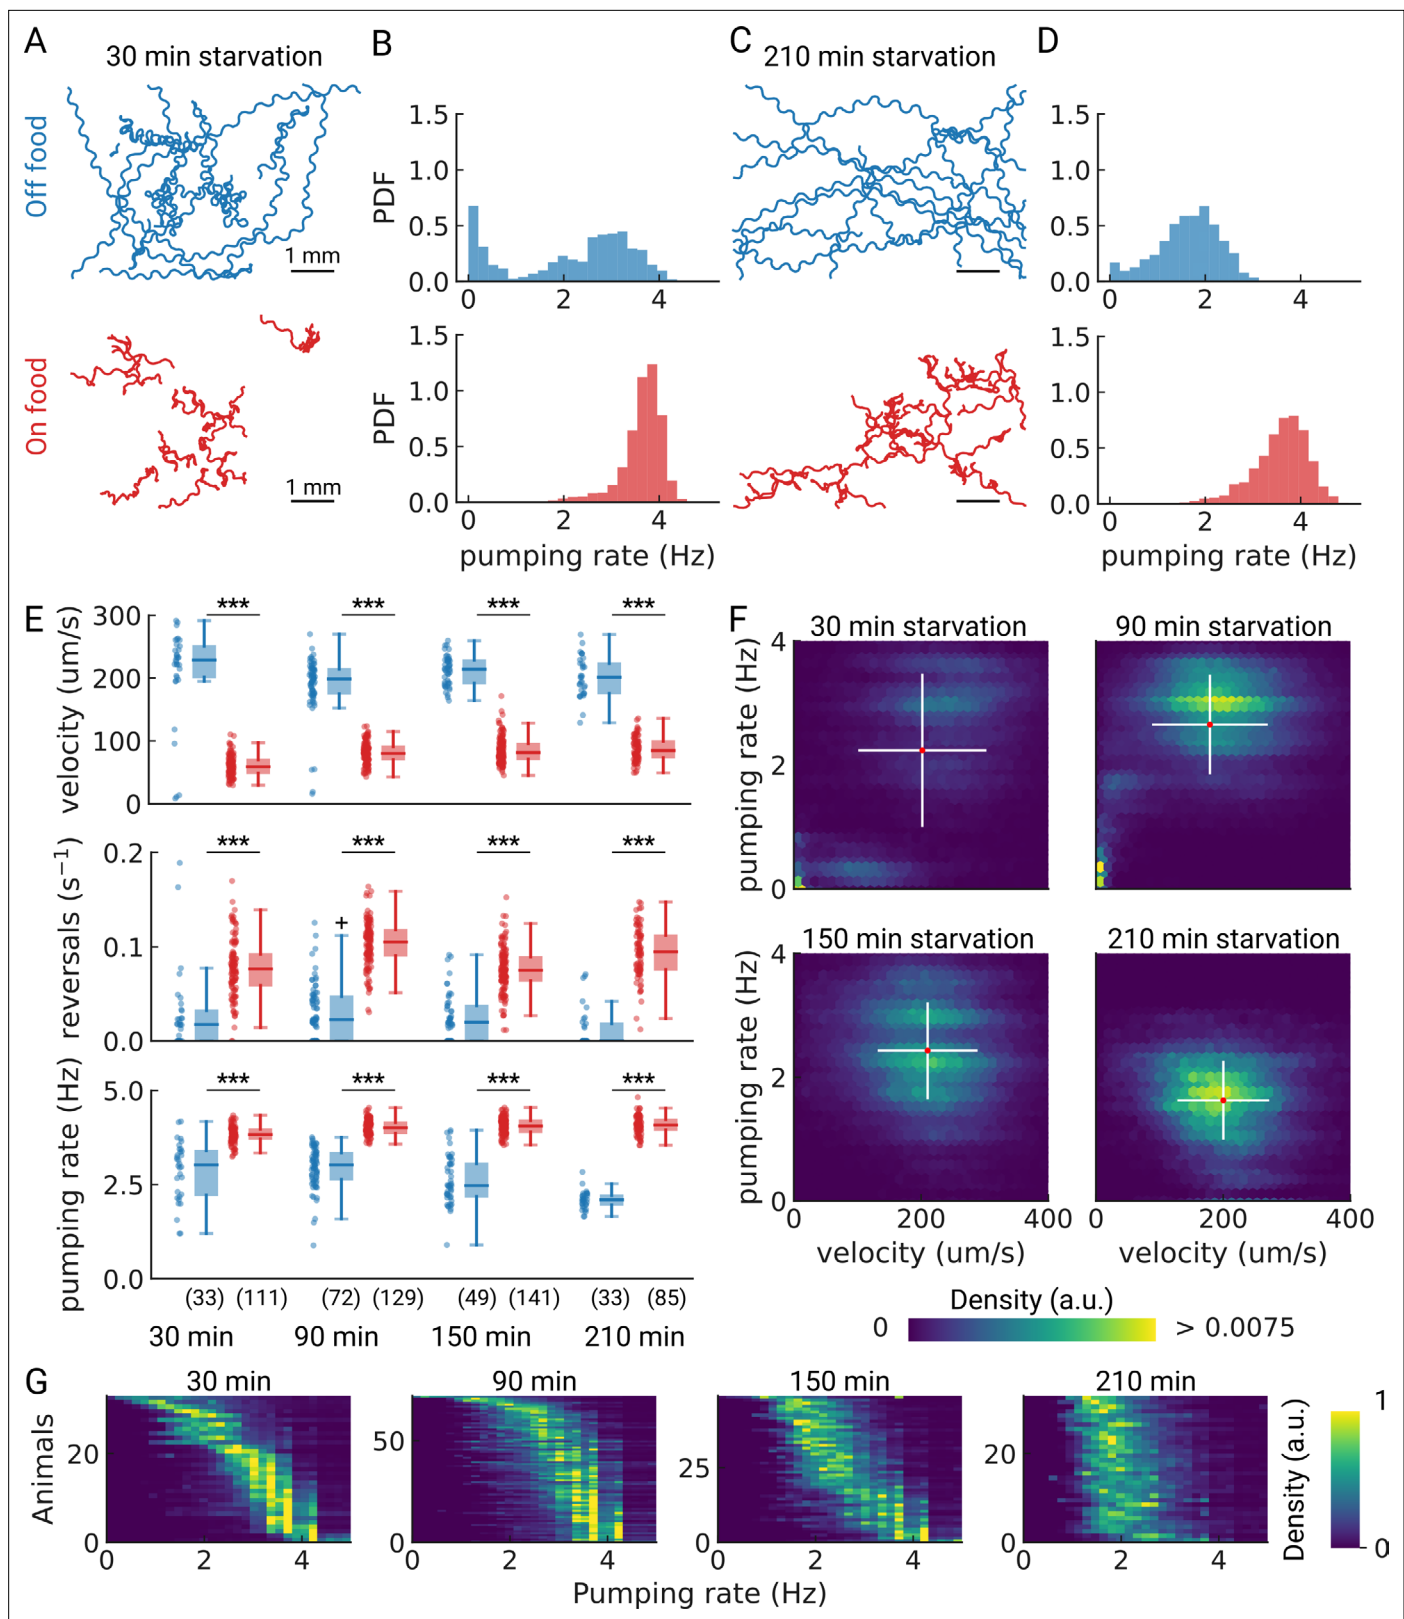 A
30 min starvation
B
C
210 min starvation
D
Off food
1 mm
PDF
1.5
1.0
0.5
0.0
0 2 4
1.5
1.0
0.5
0.0
0 2 4
On food
1 mm
PDF
1.5
1.0
0.5
0.0
0 2 4
pumping rate (Hz)
1.5
1.0
0.5
0.0
0 2 4
pumping rate (Hz)
E
velocity (um/s)
300
200
100
0
*** *** *** ***
reversals (s−1)
0.2
0.1
0.0
*** *** *** ***
+
pumping rate (Hz)
5.0
2.5
0.0
*** *** *** ***
(33) (111) (72) (129) (49) (141) (33) (85)
30 min 90 min 150 min 210 min
F
30 min starvation
90 min starvation
pumping rate (Hz)
4
2
0
150 min starvation
210 min starvation
pumping rate (Hz)
4
2
0
0 200 400 0 200 400
velocity (um/s) velocity (um/s)
Density (a.u.)
0 > 0.0075
G
30 min 90 min 150 min 210 min
Animals
20
0
50
0
25
0
20
0
0 2 4 0 2 4 0 2 4 0 2 4
Pumping rate (Hz)
Density (a.u.)
1
0